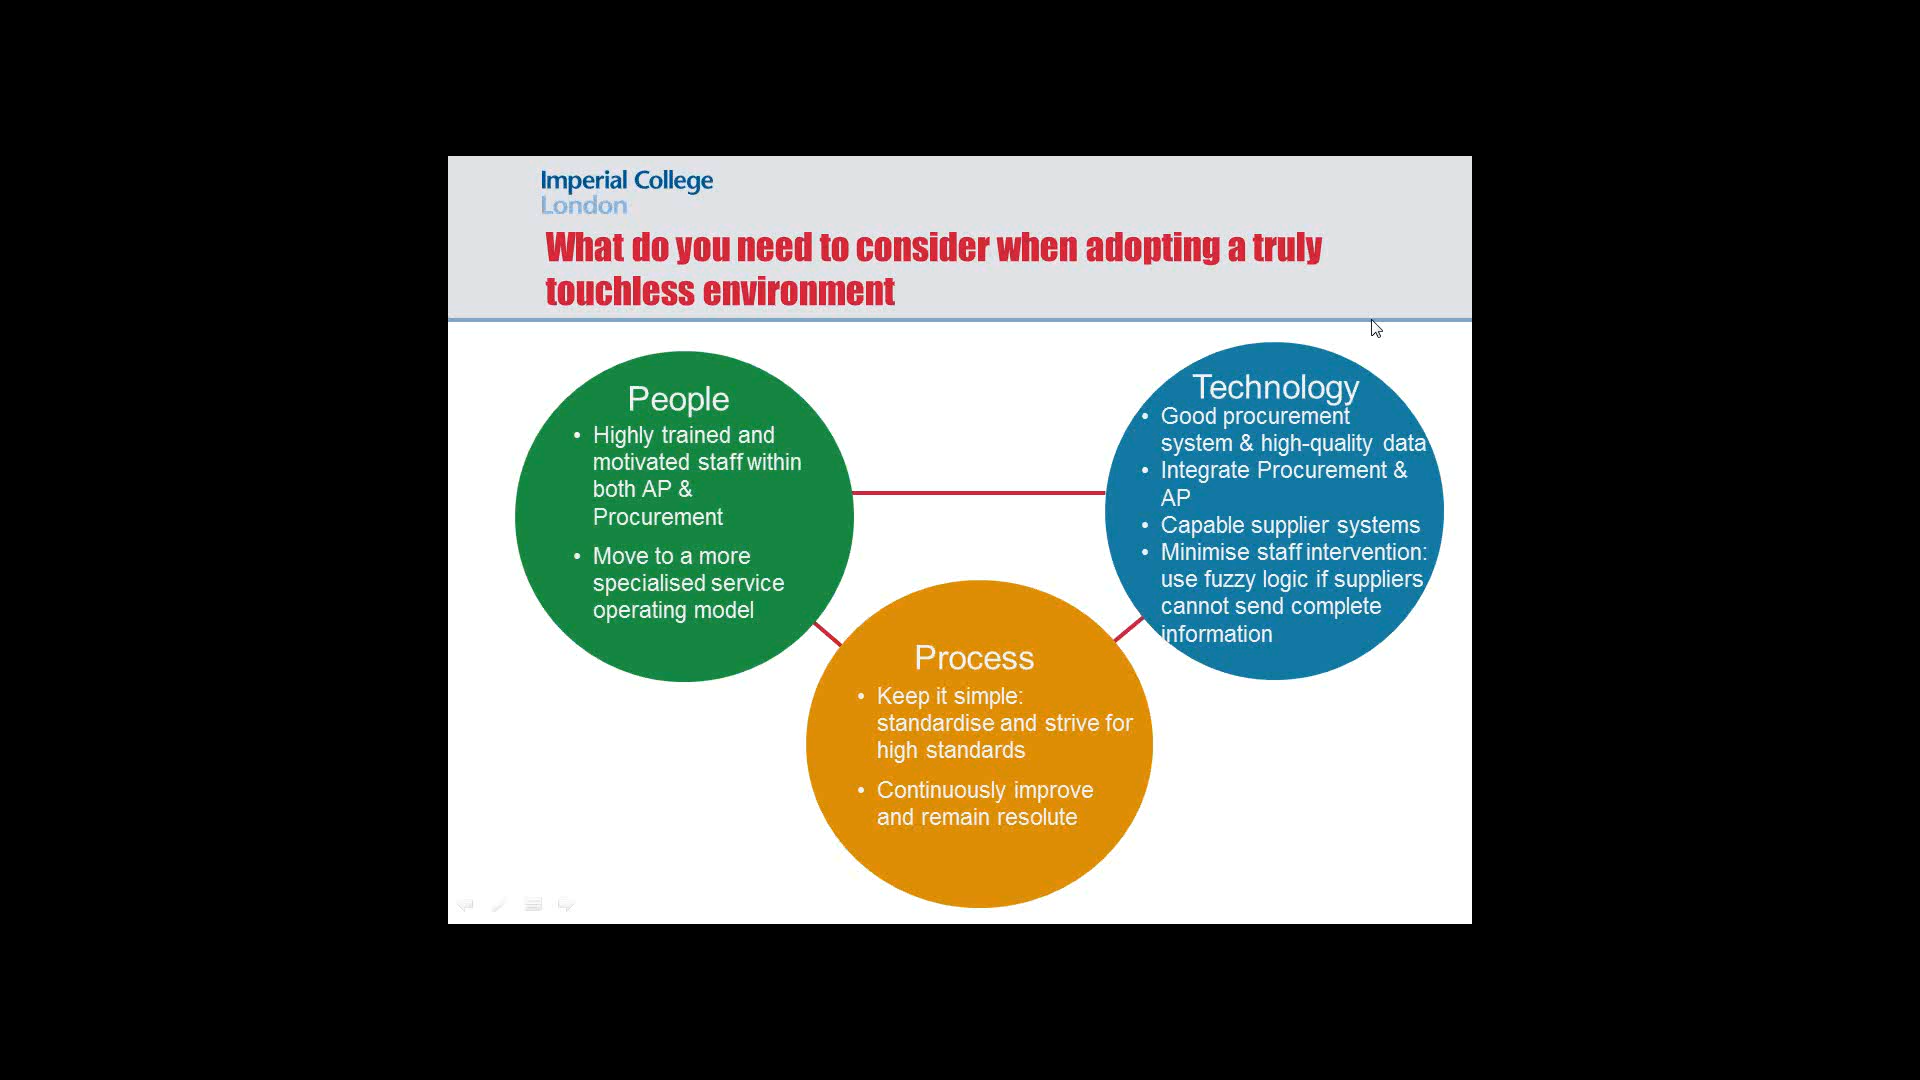 Imperial College
London
What do you need to consider when adopting a truly
touchless environment
People
• Highly trained and
motivated staff within
both AP &
Procurement
• Move to a more
specialised service
operating model
Technology
• Good procurement
system & high-quality data
• Integrate Procurement &
AP
• Capable supplier systems
• Minimise staff intervention:
use fuzzy logic if suppliers
cannot send complete
information
Process
• Keep it simple:
standardise and strive for
high standards
• Continuously improve
and remain resolute